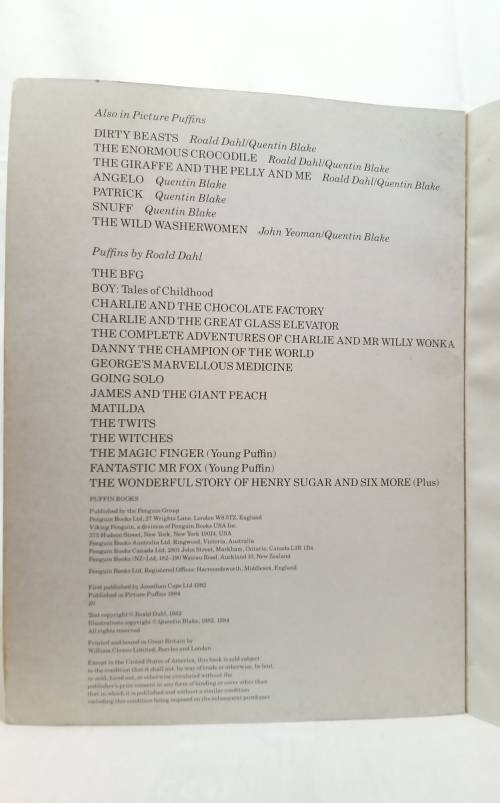 Also in Picture Puffins
DIRTY BEASTS Roald Dahl/Quentin Blake
THE ENORMOUS CROCODILE Roald Dahl/Quentin Blake
THE GIRAFFE AND THE PELLY AND ME Roald Dahl/Quentin Blake
ANGELO Quentin Blake
PATRICK Quentin Blake
SNUFF Quentin Blake
THE WILD WASHERWOMEN John Yeoman/Quentin Blake
Puffins by Roald Dahl
THE BFG
BOY: Tales of Childhood
CHARLIE AND THE CHOCOLATE FACTORY
CHARLIE AND THE GREAT GLASS ELEVATOR
THE COMPLETE ADVENTURES OF CHARLIE AND MR WILLY WONKA
DANNY THE CHAMPION OF THE WORLD
GEORGE'S MARVELLOUS MEDICINE
GOING SOLO
JAMES AND THE GIANT PEACH
MATILDA
THE TWITS
THE WITCHES
THE MAGIC FINGER (Young Puffin)
FANTASTIC MR FOX (Young Puffin)
THE WONDERFUL STORY OF HENRY SUGAR AND SIX MORE (Plus)
PUFFIN BOOKS
Published by the Penguin Group
Penguin Books Ltd, 27 Wrights Lane, London W8 5TZ, England
Viking Penguin, a division of Penguin Books USA Inc.
375 Hudson Street, New York, New York 10014, USA
Penguin Books Australia Ltd, Ringwood, Victoria, Australia
Penguin Books Canada Ltd, 2801 John Street, Markham, Ontario, Canada L3R 1B4
Penguin Books (NZ) Ltd, 182-190 Wairau Road, Auckland 10, New Zealand
Penguin Books Ltd, Registered Offices: Harmondsworth, Middlesex, England
First published by Jonathan Cape Ltd 1982
Published in Picture Puffins 1984
Text copyright © Roald Dahl, 1982
Illustrations copyright © Quentin Blake, 1982, 1984
All rights reserved
Printed and bound in Great Britain by
William Clowes Limited, Beccles and London
Except in the United States of America, this book is sold subject
to the condition that it shall not, by way of trade or otherwise, be lent,
re-sold, hired out, or otherwise circulated without the
publisher's prior consent in any form of binding or cover other than
that in which it is published and without a similar condition
including this condition being imposed on the subsequent purchaser